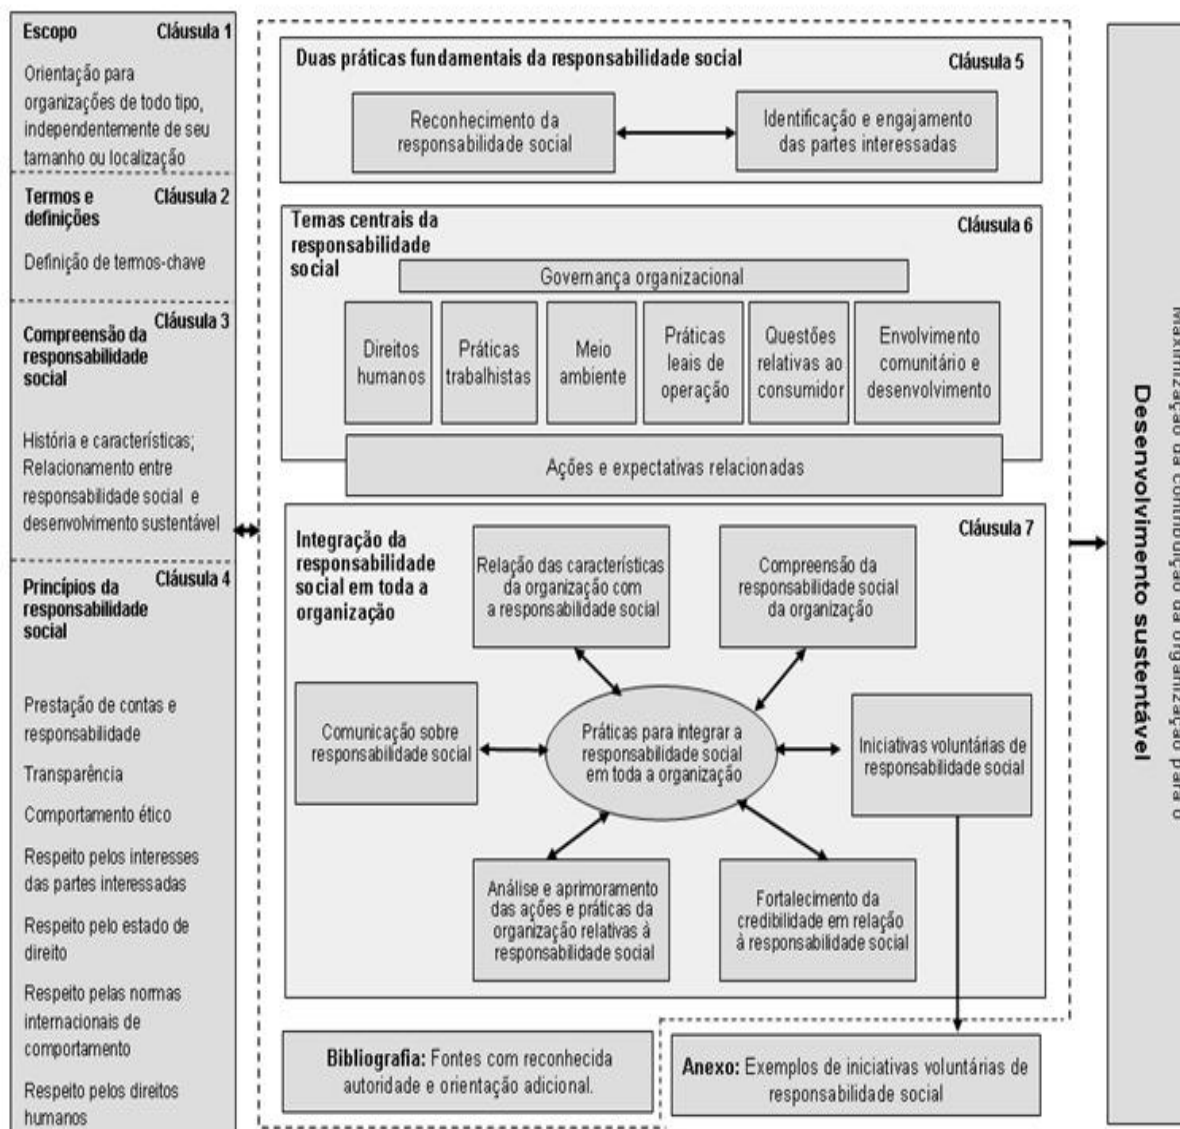 Escopo Cláusula 1
Orientação para
organizações de todo tipo,
independentemente de seu
tamanho ou localização
Termos e Cláusula 2
definições
Definição de termos-chave
Cláusula 3
Compreensão da
responsabilidade
social
História e características;
Relacionamento entre
responsabilidade social e
desenvolvimento sustentável
Cláusula 4
Princípios da
responsabilidade
social
Prestação de contas e
responsabilidade
Transparência
Comportamento ético
Respeito pelos interesses
das partes interessadas
Respeito pelo estado de
direito
Respeito pelas normas
internacionais de
comportamento
Respeito pelos direitos
humanos
Duas práticas fundamentais da responsabilidade social Cláusula 5
Reconhecimento da
responsabilidade social
Identificação e engajamento
das partes interessadas
Temas centrais da
responsabilidade
social
Cláusula 6
Governança organizacional
Direitos
humanos
Práticas
trabalhistas
Meio
ambiente
Práticas
leais de
operação
Questões
relativas ao
consumidor
Envolvimento
comunitário e
desenvolvimento
Ações e expectativas relacionadas
Integração da
responsabilidade
social em toda a
organização
Cláusula 7
Relação das características
da organização com
a responsabilidade social
Compreensão da
responsabilidade social
da organização
Comunicação sobre
responsabilidade social
Práticas para integrar a
responsabilidade social
em toda a
organização
Iniciativas voluntárias de
responsabilidade social
Análise e aprimoramento
das ações e práticas da
organização relativas à
responsabilidade social
Fortalecimento da
credibilidade em relação
à responsabilidade social
Bibliografia: Fontes com reconhecida
autoridade e orientação adicional.
Anexo: Exemplos de iniciativas voluntárias de
responsabilidade social
Maximização da contribuição da organização para o
Desenvolvimento sustentável